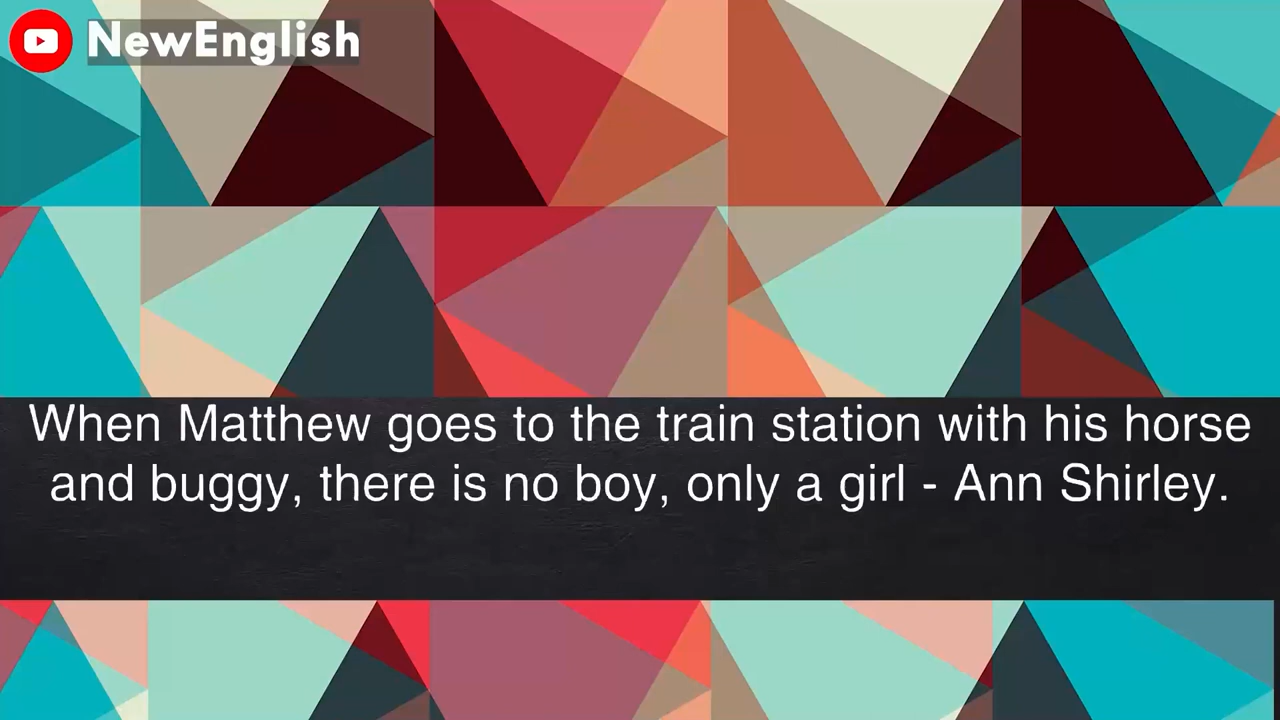 NewEnglish
When Matthew goes to the train station with his horse
and buggy, there is no boy, only a girl - Ann Shirley.